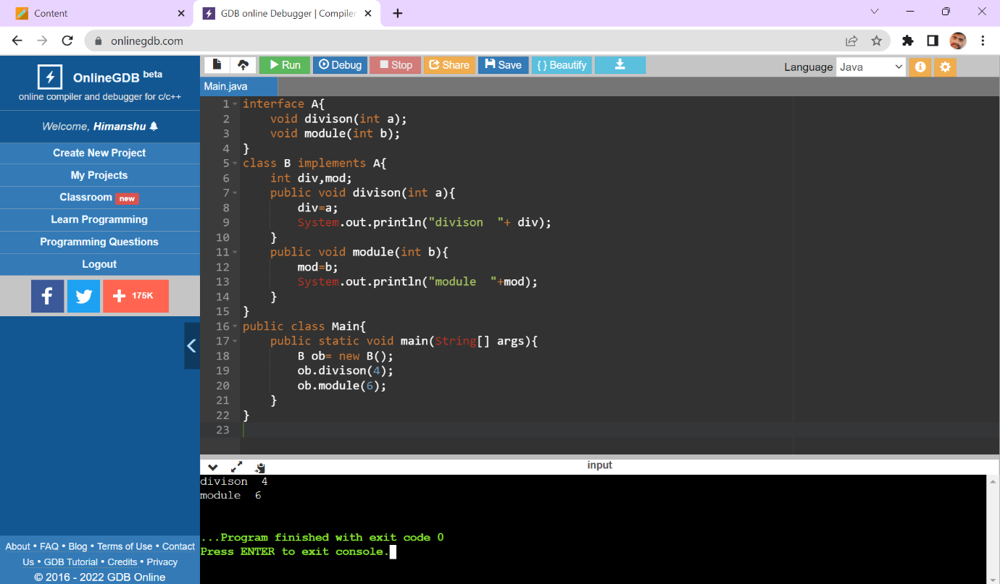 Content
GDB online Debugger | Compiler
onlinegdb.com
OnlineGDB beta
online compiler and debugger for c/c++
Welcome, Himanshu
Create New Project
My Projects
Classroom new
Learn Programming
Programming Questions
Logout
175K
About • FAQ • Blog • Terms of Use • Contact
Us • GDB Tutorial • Credits • Privacy
© 2016 - 2022 GDB Online
Run Debug Stop Share Save { } Beautify
Language Java
Main.java
1 interface A{
2     void divison(int a);
3     void module(int b);
4 }
5 class B implements A{
6     int div,mod;
7     public void divison(int a){
8         div=a;
9         System.out.println("divison  "+ div);
10     }
11     public void module(int b){
12         mod=b;
13         System.out.println("module  "+mod);
14     }
15 }
16 public class Main{
17     public static void main(String[] args){
18         B ob= new B();
19         ob.divison(4);
20         ob.module(6);
21     }
22 }
23
input
divison  4
module  6
...Program finished with exit code 0
Press ENTER to exit console.